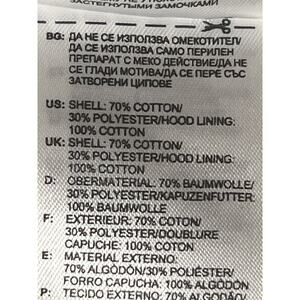 ЗАСТЕГНУТЫМИ ЗАМОЧКАМИ
BG: ДА НЕ СЕ ИЗПОЛЗВА ОМЕКОТИТЕЛ/
ДА СЕ ИЗПОЛЗВА САМО ПЕРИЛЕН
ПРЕПАРАТ С МЕКО ДЕЙСТВИЕ/ДА НЕ
СЕ ГЛАДИ МОТИВА/ДА СЕ ПЕРЕ СЪС
ЗАТВОРЕНИ ЦИПОВЕ
US: SHELL: 70% COTTON/
30% POLYESTER/HOOD LINING:
100% COTTON
UK: SHELL: 70% COTTON/
30% POLYESTER/HOOD LINING:
100% COTTON
D: OBERMATERIAL: 70% BAUMWOLLE/
30% POLYESTER/KAPUZENFUTTER:
100% BAUMWOLLE
F: EXTERIEUR: 70% COTON/
30% POLYESTER/DOUBLURE
CAPUCHE: 100% COTON
E: MATERIAL EXTERNO:
70% ALGODÓN/30% POLIÉSTER/
FORRO CAPUCHA: 100% ALGODÓN
P: TECIDO EXTERNO: 70% ALGODÃO/